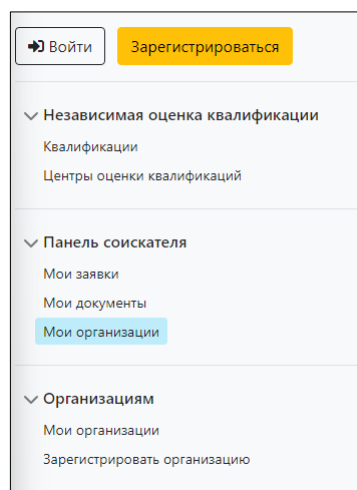 Войти Зарегистрироваться
Независимая оценка квалификации
Квалификации
Центры оценки квалификаций
Панель соискателя
Мои заявки
Мои документы
Мои организации
Организациям
Мои организации
Зарегистрировать организацию